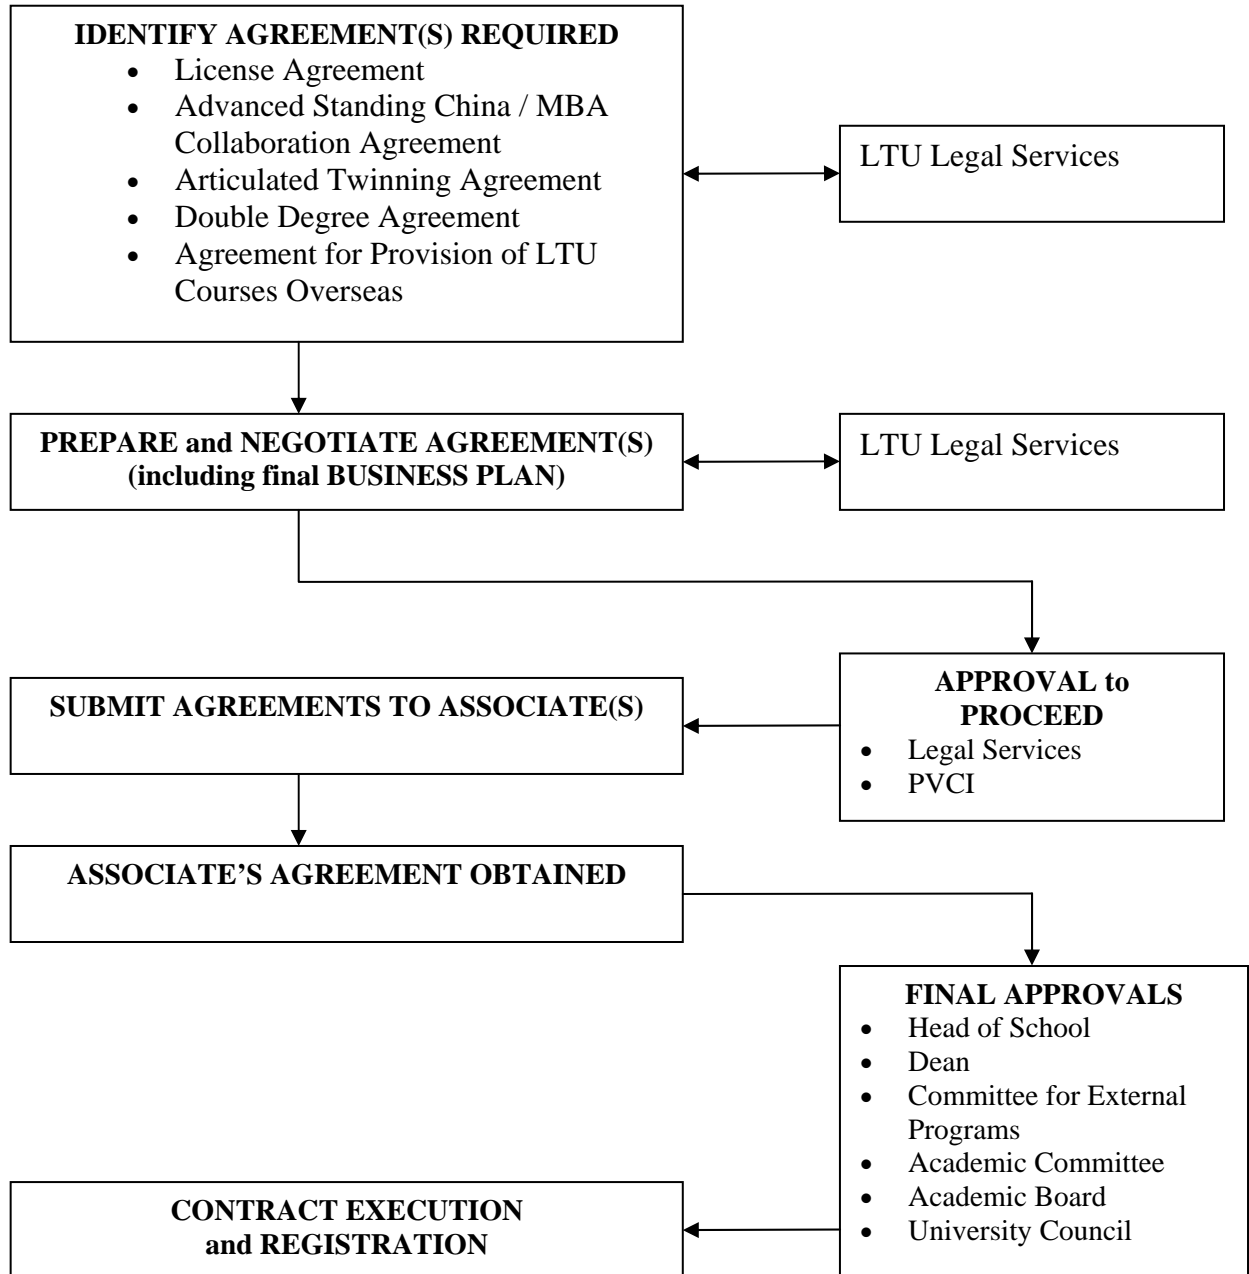 IDENTIFY AGREEMENT(S) REQUIRED
• License Agreement
• Advanced Standing China / MBA
Collaboration Agreement
• Articulated Twinning Agreement
• Double Degree Agreement
• Agreement for Provision of LTU
Courses Overseas
LTU Legal Services
PREPARE and NEGOTIATE AGREEMENT(S)
(including final BUSINESS PLAN)
LTU Legal Services
APPROVAL to
PROCEED
• Legal Services
• PVCI
SUBMIT AGREEMENTS TO ASSOCIATE(S)
ASSOCIATE’S AGREEMENT OBTAINED
FINAL APPROVALS
• Head of School
• Dean
• Committee for External
Programs
• Academic Committee
• Academic Board
• University Council
CONTRACT EXECUTION
and REGISTRATION